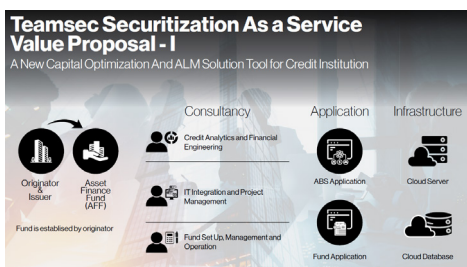 Teamsec Securitization As a Service
Value Proposal - I
A New Capital Optimization And ALM Solution Tool for Credit Institution
Consultancy
Application
Infrastructure
Originator
&
Issuer
Asset
Finance
Fund
(AFF)
Fund is establised by originator
Credit Analytics and Financial
Engineering
IT Integration and Project
Management
Fund Set Up, Management and
Operation
ABS Application
Fund Application
Cloud Server
Cloud Database